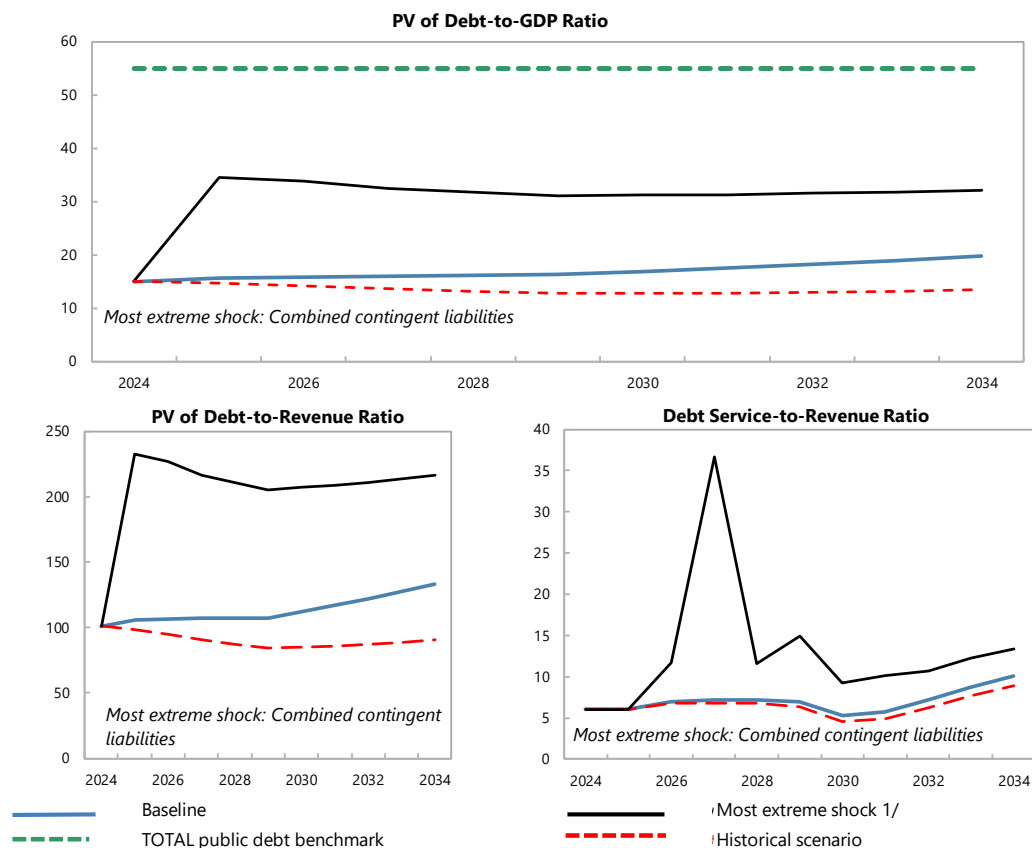 PV of Debt-to-GDP Ratio
60
50
40
30
20
10
0
Most extreme shock: Combined contingent liabilities
2024 2026 2028 2030 2032 2034
PV of Debt-to-Revenue Ratio
250
200
150
100
50
0
Most extreme shock: Combined contingent
liabilities
2024 2026 2028 2030 2032 2034
Debt Service-to-Revenue Ratio
40
35
30
25
20
15
10
5
0
Most extreme shock: Combined contingent liabilities
2024 2026 2028 2030 2032 2034
Baseline
Most extreme shock 1/
TOTAL public debt benchmark
Historical scenario